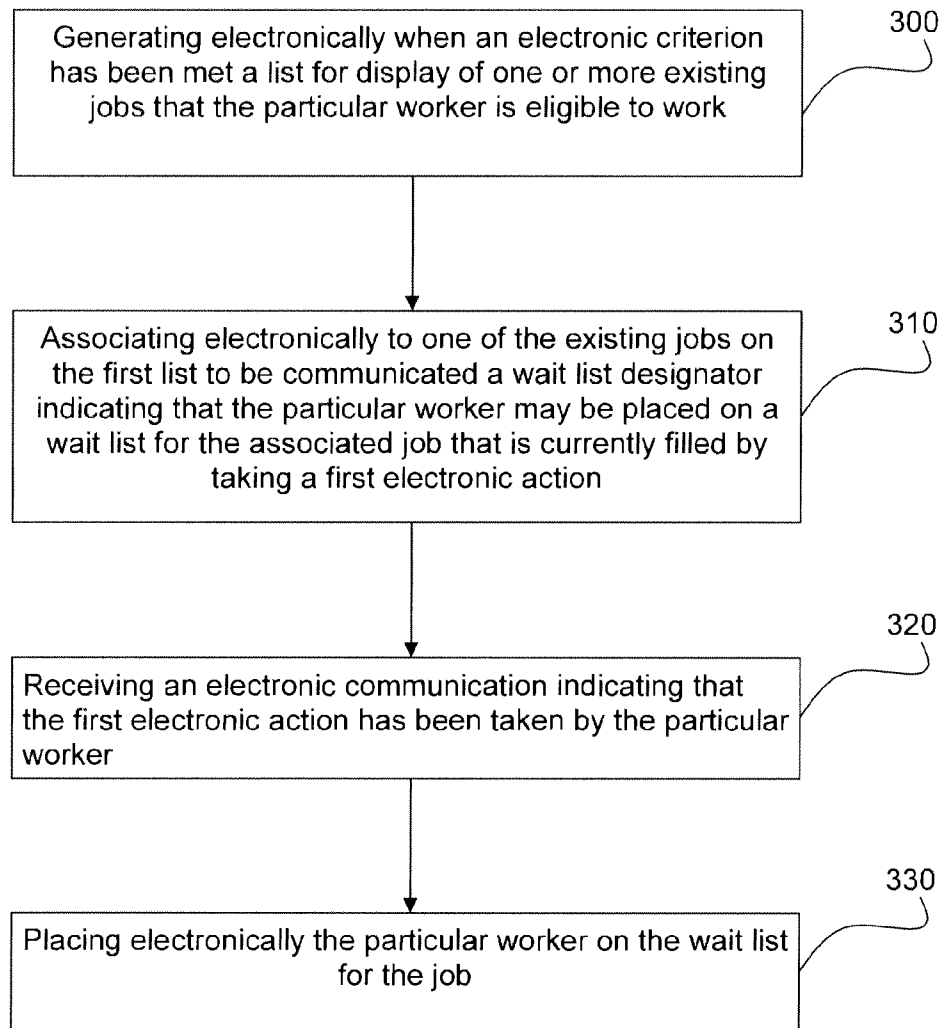 300
Generating electronically when an electronic criterion
has been met a list for display of one or more existing
jobs that the particular worker is eligible to work
310
Associating electronically to one of the existing jobs on
the first list to be communicated a wait list designator
indicating that the particular worker may be placed on a
wait list for the associated job that is currently filled by
taking a first electronic action
320
Receiving an electronic communication indicating that
the first electronic action has been taken by the particular
worker
330
Placing electronically the particular worker on the wait list
for the job